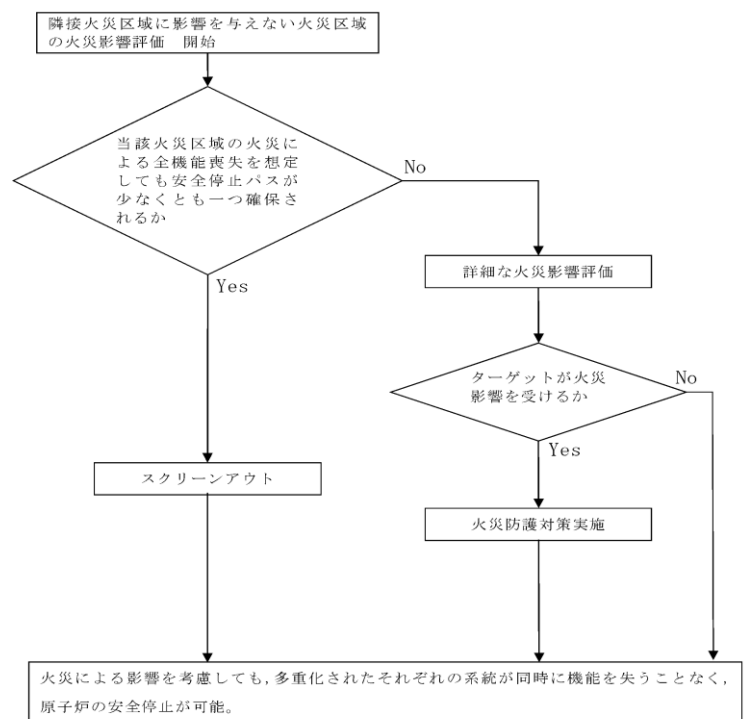 隣接火災区域に影響を与えない火災区域
の火災影響評価　開始
当該火災区域の火災に
よる全機能喪失を想定
しても安全停止パスが
少なくとも一つ確保さ
れるか
No
Yes
詳細な火災影響評価
ターゲットが火災
影響を受けるか
No
Yes
スクリーンアウト
火災防護対策実施
火災による影響を考慮しても,多重化されたそれぞれの系統が同時に機能を失うことなく,
原子炉の安全停止が可能。